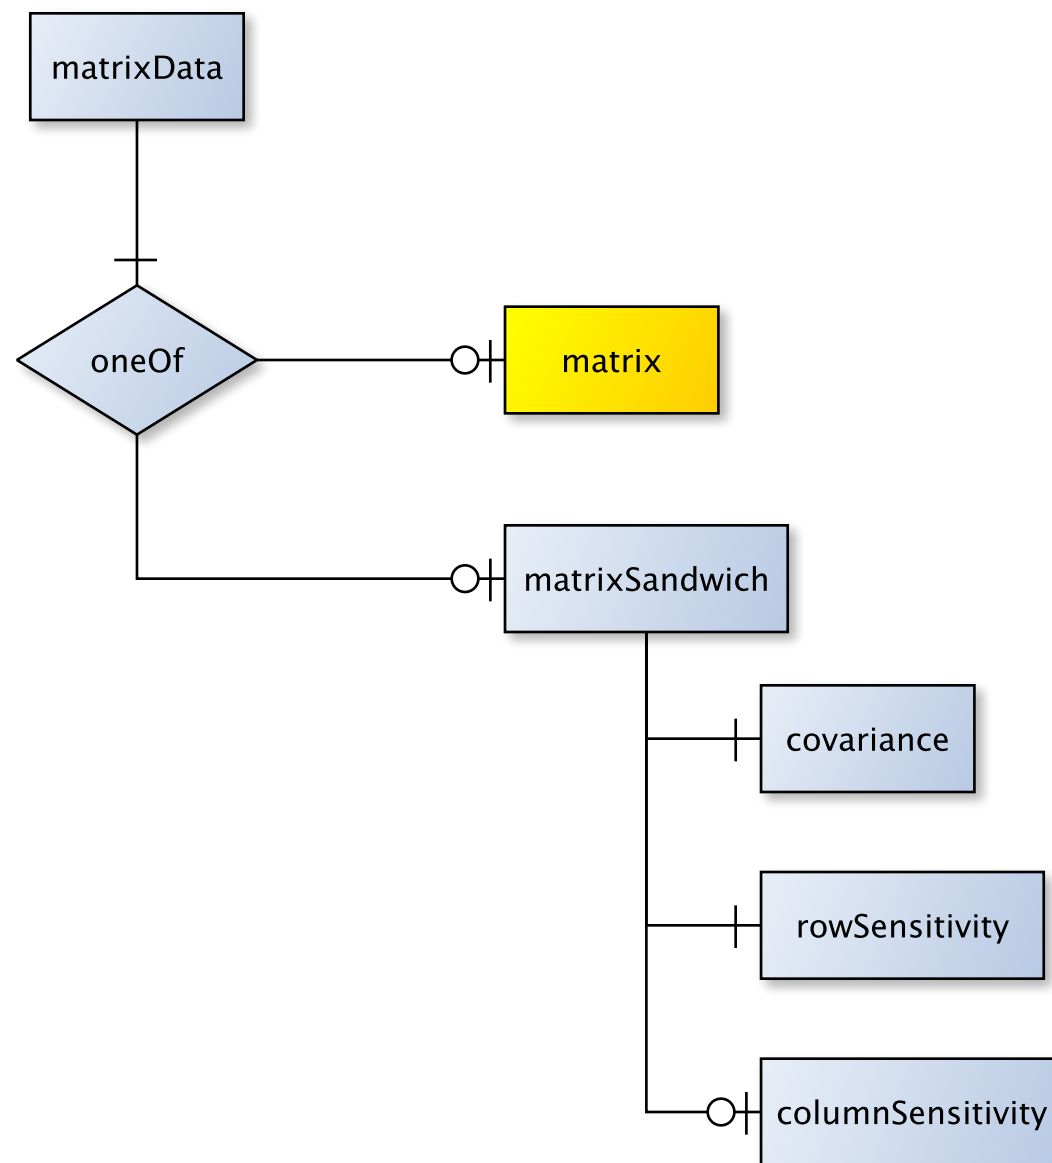 matrixData
oneOf
matrix
matrixSandwich
covariance
rowSensitivity
columnSensitivity